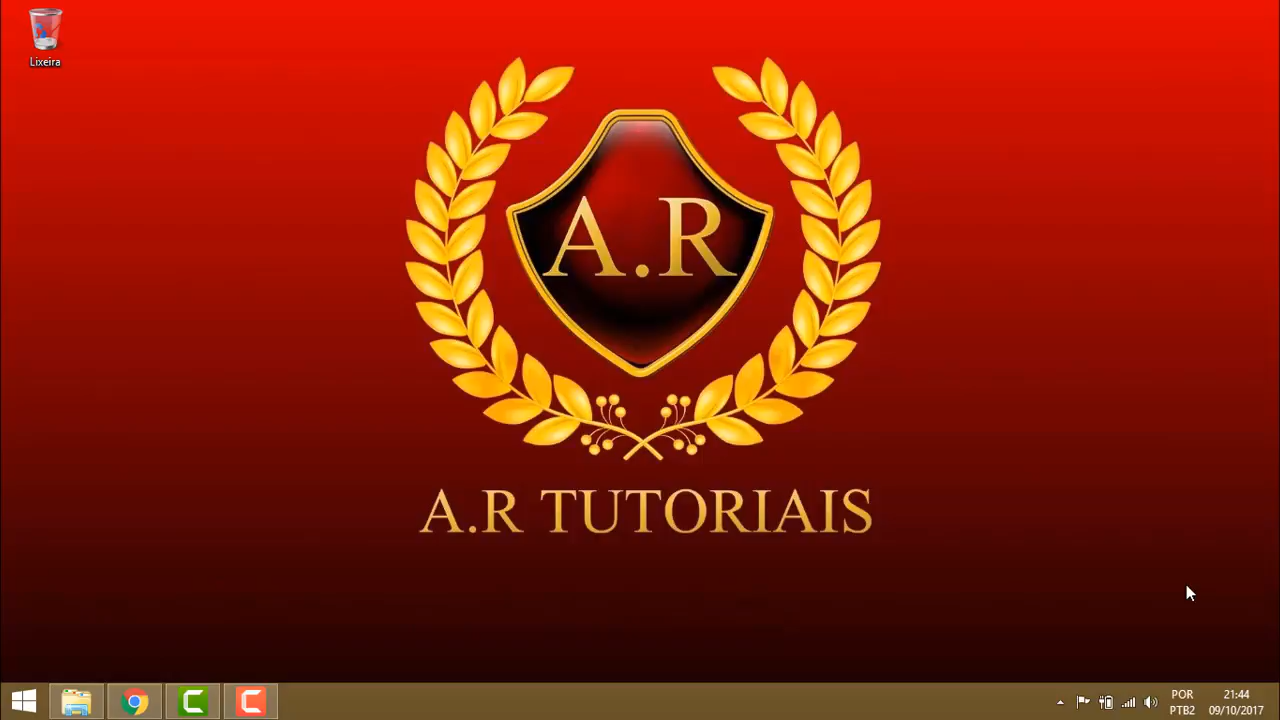 Lixeira
A.R
A.R TUTORIAIS
POR
PTB2
21:44
09/10/2017